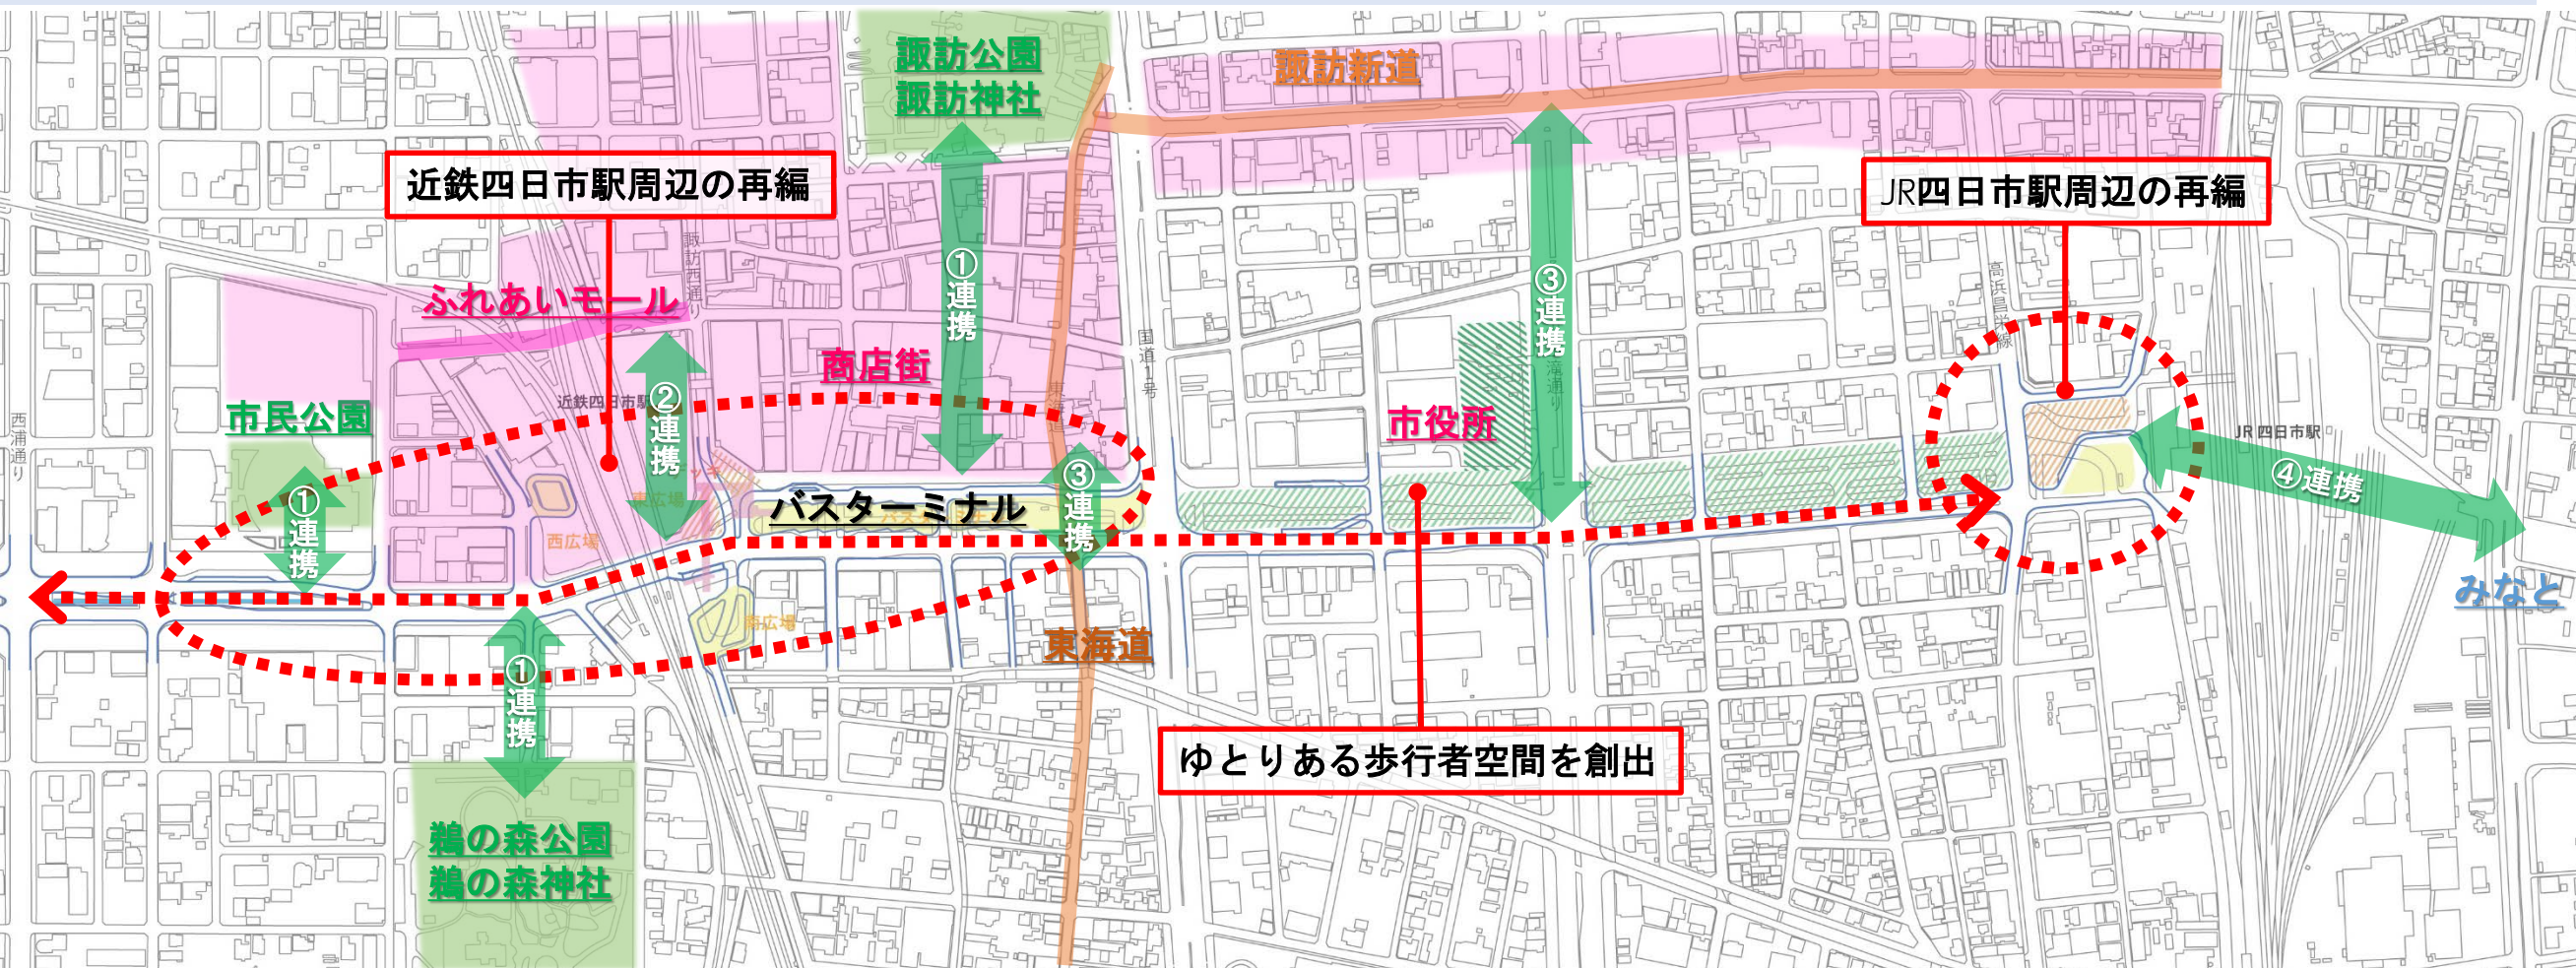 諏訪公園
諏訪神社
諏訪新道
近鉄四日市駅周辺の再編
JR四日市駅周辺の再編
諏訪西通り
①連携
③連携
高浜昌栄線
ふれあいモール
国道1号
商店街
近鉄四日市駅
②連携
市民公園
西浦通り
市役所
JR四日市駅
④連携
①連携
東広場
バスターミナル
③連携
西広場
みなと
南広場
東海道
①連携
ゆとりある歩行者空間を創出
鵜の森公園
鵜の森神社